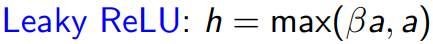 Leaky ReLU: h = max(βa, a)